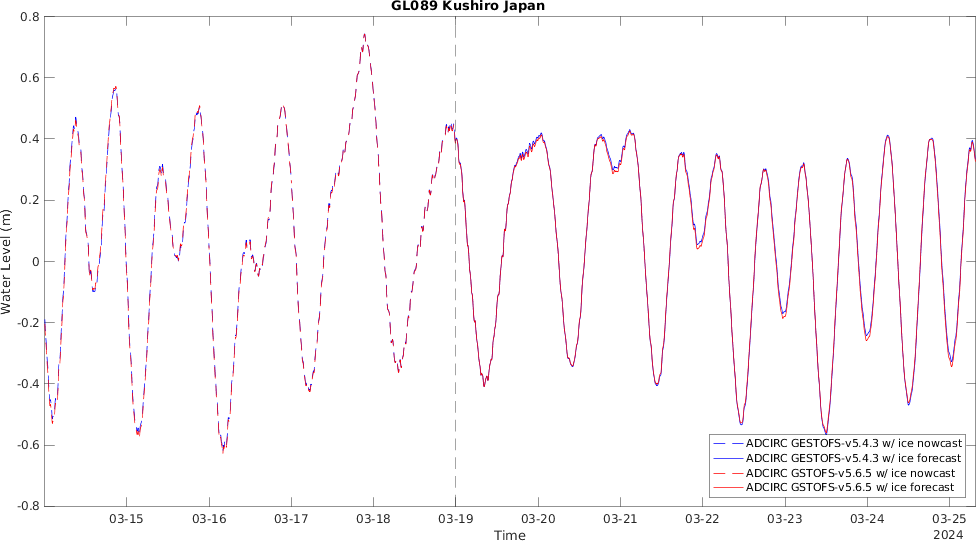 GL089 Kushiro Japan
0.8
0.6
0.4
0.2
0
-0.2
-0.4
-0.6
-0.8
Water Level (m)
ADCIRC GESTOFS-v5.4.3 w/ ice nowcast
ADCIRC GESTOFS-v5.4.3 w/ ice forecast
ADCIRC GSTOFS-v5.6.5 w/ ice nowcast
ADCIRC GSTOFS-v5.6.5 w/ ice forecast
03-15 03-16 03-17 03-18 03-19 03-20 03-21 03-22 03-23 03-24 03-25
2024
Time